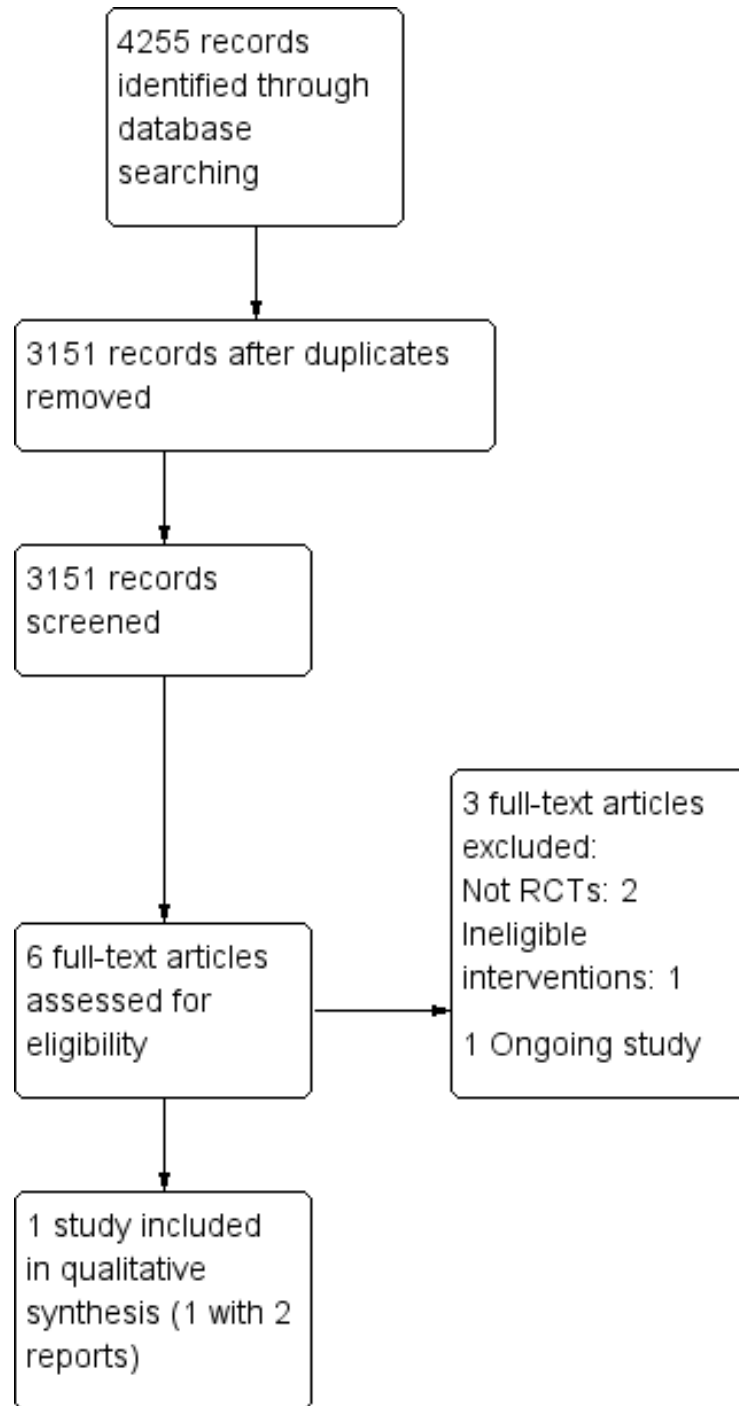 4255 records
identified through
database
searching
3151 records after duplicates
removed
3151 records
screened
3 full-text articles
excluded:
Not RCTs: 2
Ineligible
interventions: 1
1 Ongoing study
6 full-text articles
assessed for
eligibility
1 study included
in qualitative
synthesis (1 with 2
reports)